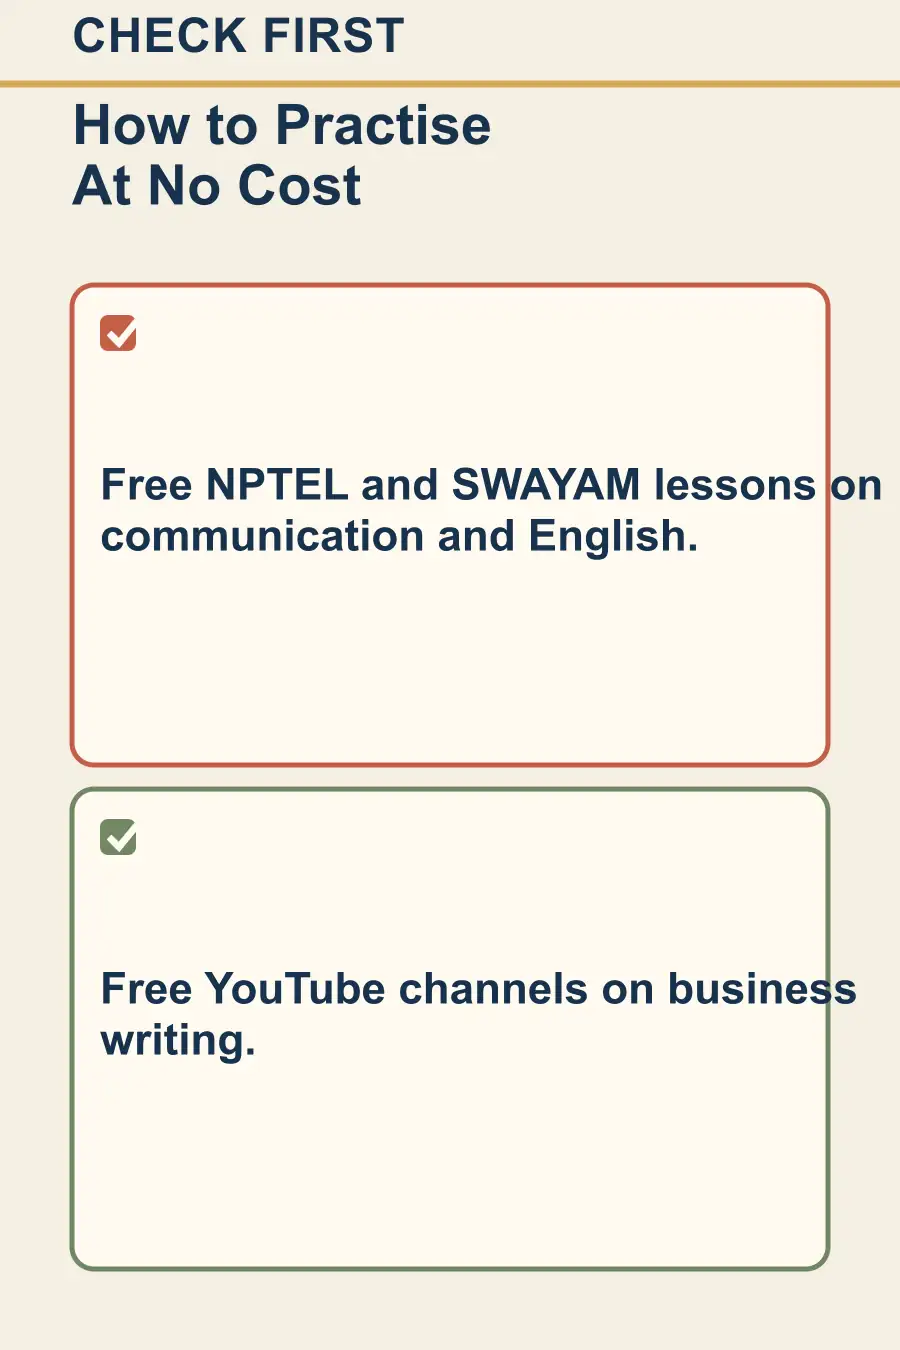 CHECK FIRST
How to Practise
At No Cost
Free NPTEL and SWAYAM lessons on
communication and English.
Free YouTube channels on business
writing.